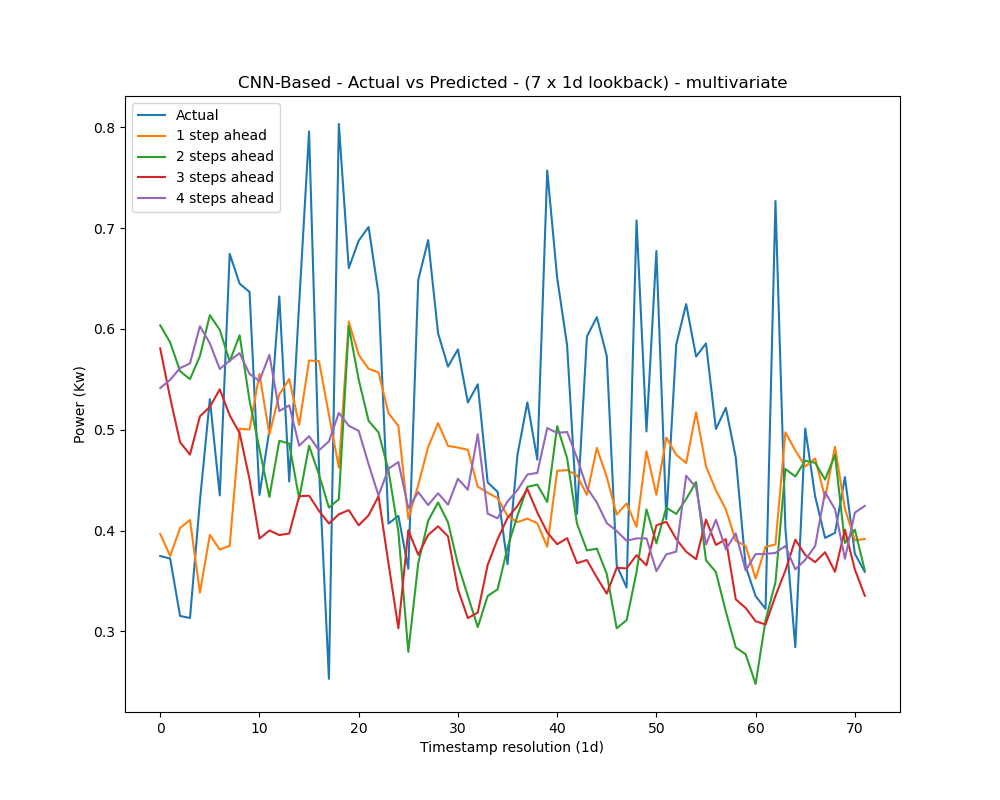 CNN-Based - Actual vs Predicted - (7 x 1d lookback) - multivariate
Actual
1 step ahead
2 steps ahead
3 steps ahead
4 steps ahead
0.8
0.7
0.6
0.5
0.4
0.3
Power (Kw)
0 10 20 30 40 50 60 70
Timestamp resolution (1d)